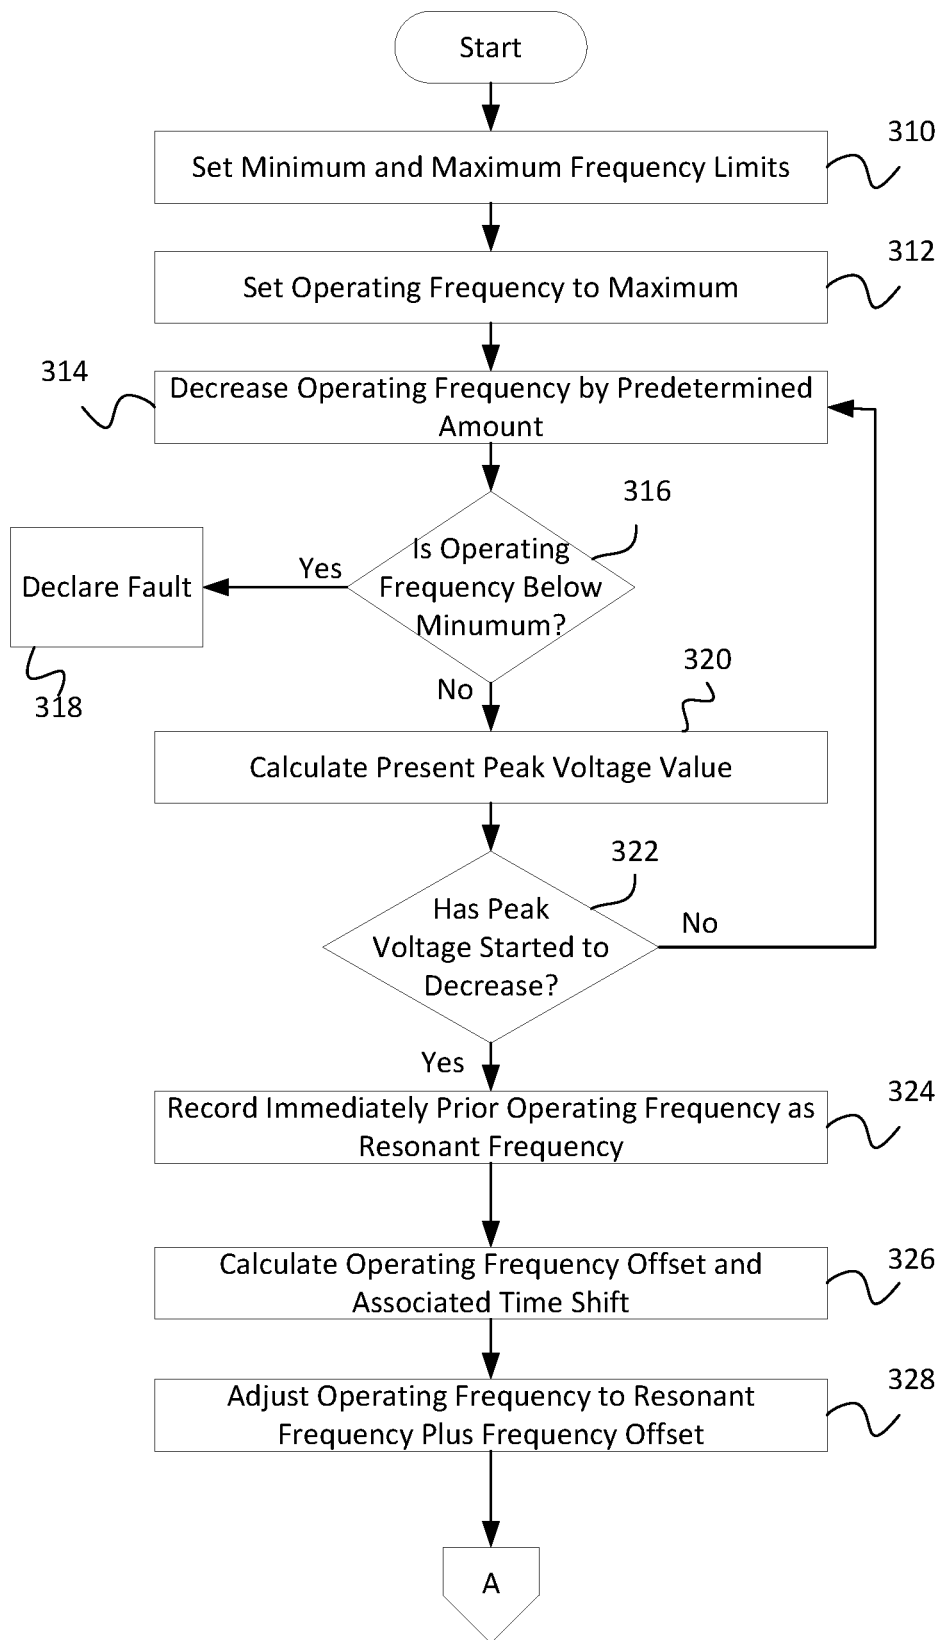 Start
310
Set Minimum and Maximum Frequency Limits
312
Set Operating Frequency to Maximum
314
Decrease Operating Frequency by Predetermined
Amount
316
Is Operating
Frequency Below
Minumum?
Yes
Declare Fault
318
No
320
Calculate Present Peak Voltage Value
322
Has Peak
Voltage Started to
Decrease?
No
Yes
324
Record Immediately Prior Operating Frequency as
Resonant Frequency
326
Calculate Operating Frequency Offset and
Associated Time Shift
328
Adjust Operating Frequency to Resonant
Frequency Plus Frequency Offset
A